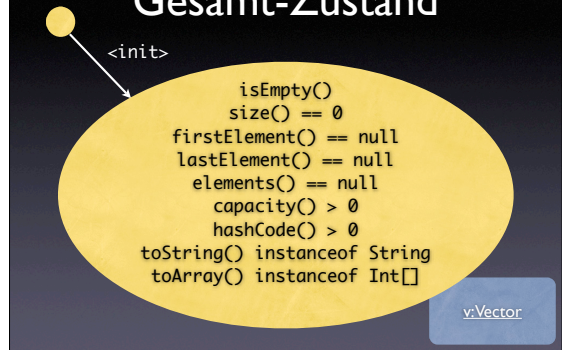 Gesamt-Zustand
<init>
isEmpty()
size() == 0
firstElement() == null
lastElement() == null
elements() == null
capacity() > 0
hashCode() > 0
toString() instanceof String
toArray() instanceof Int[]
v:Vector